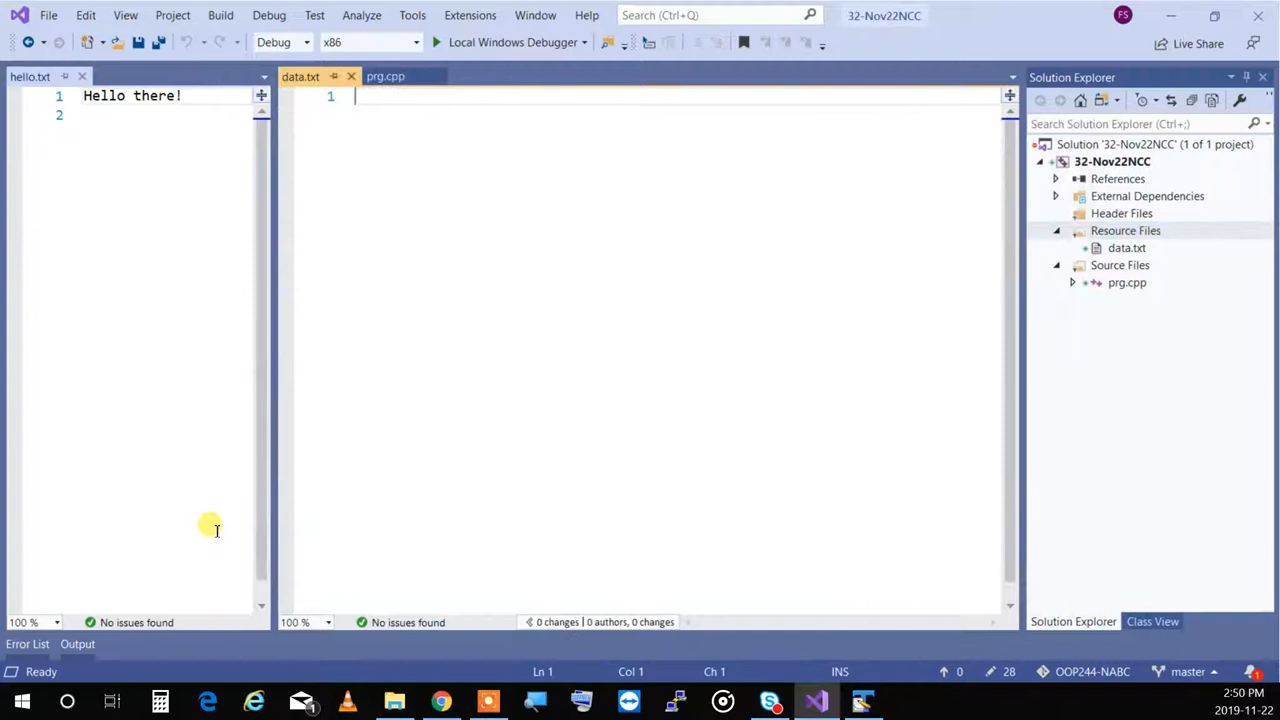 File Edit View Project Build Debug Test Analyze Tools Extensions Window Help Search (Ctrl+Q) 32-Nov22NCC FS
Debug x86 Local Windows Debugger Live Share
hello.txt data.txt prg.cpp Solution Explorer
1 Hello there!
2
1
Search Solution Explorer (Ctrl+;)
Solution '32-Nov22NCC' (1 of 1 project)
32-Nov22NCC
References
External Dependencies
Header Files
Resource Files
data.txt
Source Files
prg.cpp
100 % No issues found 100 % No issues found 0 changes | 0 authors, 0 changes Solution Explorer Class View
Error List Output
Ready Ln 1 Col 1 Ch 1 INS 0 28 OOP244-NABC master 1
1 2:50 PM
2019-11-22